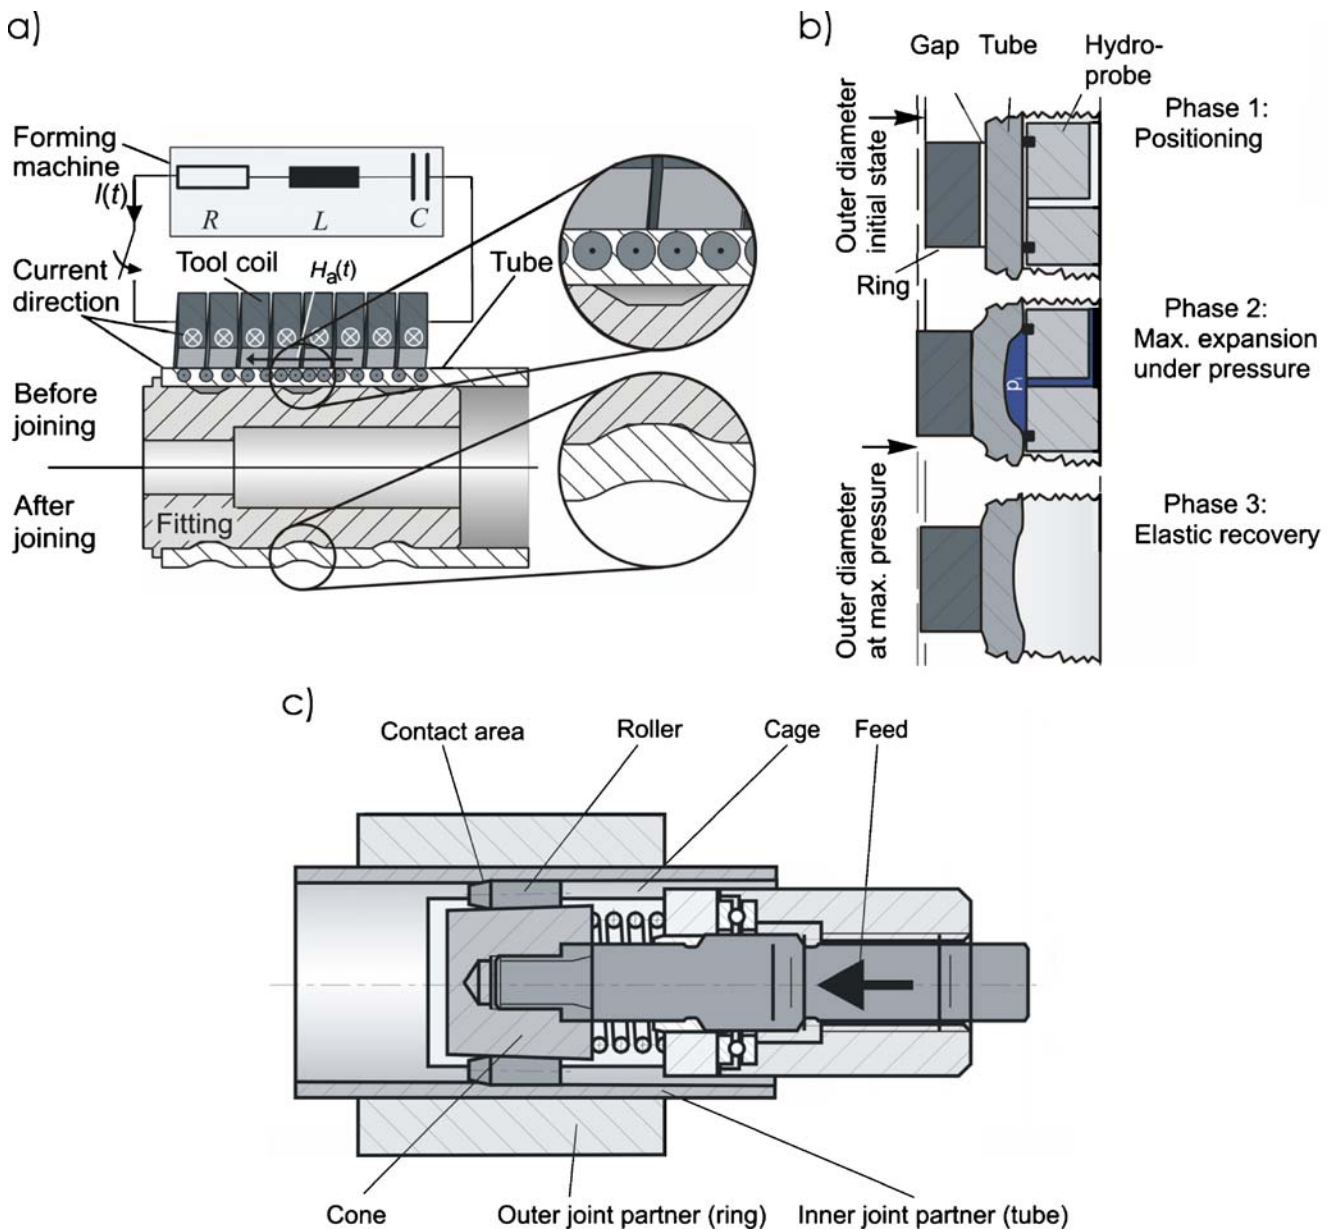 a)
Forming
machine
I(t)
R
L
C
Current
direction
Tool coil
Ha(t)
Tube
Before
joining
After
joining
Fitting
b)
Gap
Tube
Hydro-
probe
Outer diameter
initial state
Phase 1:
Positioning
Ring
Phase 2:
Max. expansion
under pressure
pi
Outer diameter
at max. pressure
Phase 3:
Elastic recovery
c)
Contact area
Roller
Cage
Feed
Cone
Outer joint partner (ring)
Inner joint partner (tube)